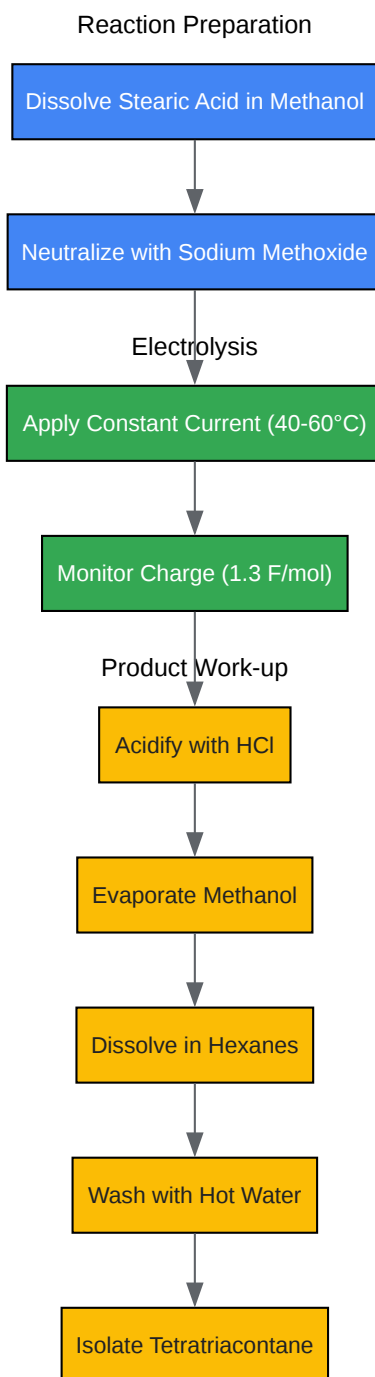 Reaction Preparation
Dissolve Stearic Acid in Methanol
Neutralize with Sodium Methoxide
Electrolysis
Apply Constant Current (40-60°C)
Monitor Charge (1.3 F/mol)
Product Work-up
Acidify with HCl
Evaporate Methanol
Dissolve in Hexanes
Wash with Hot Water
Isolate Tetratriacontane